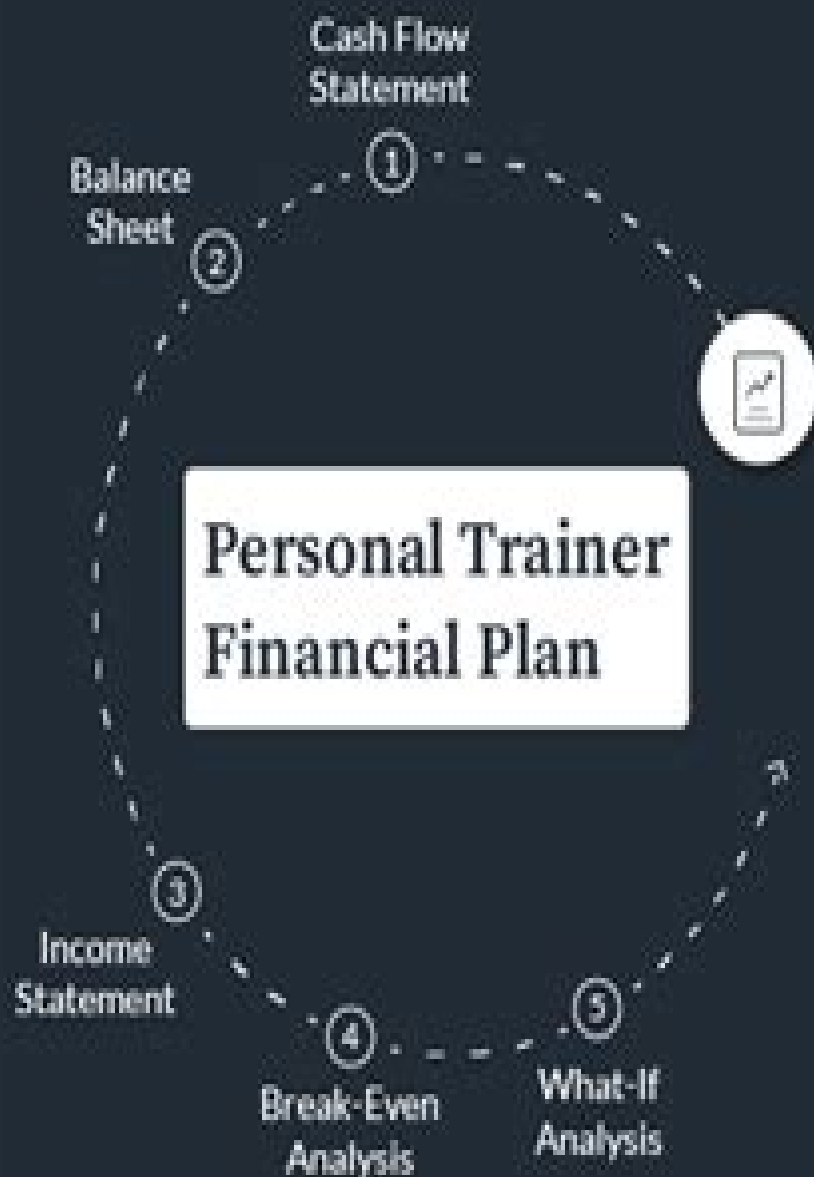 Cash Flow
Statement
1
Balance
Sheet
2
Personal Trainer
Financial Plan
3
Income
Statement
4
Break-Even
Analysis
5
What-If
Analysis